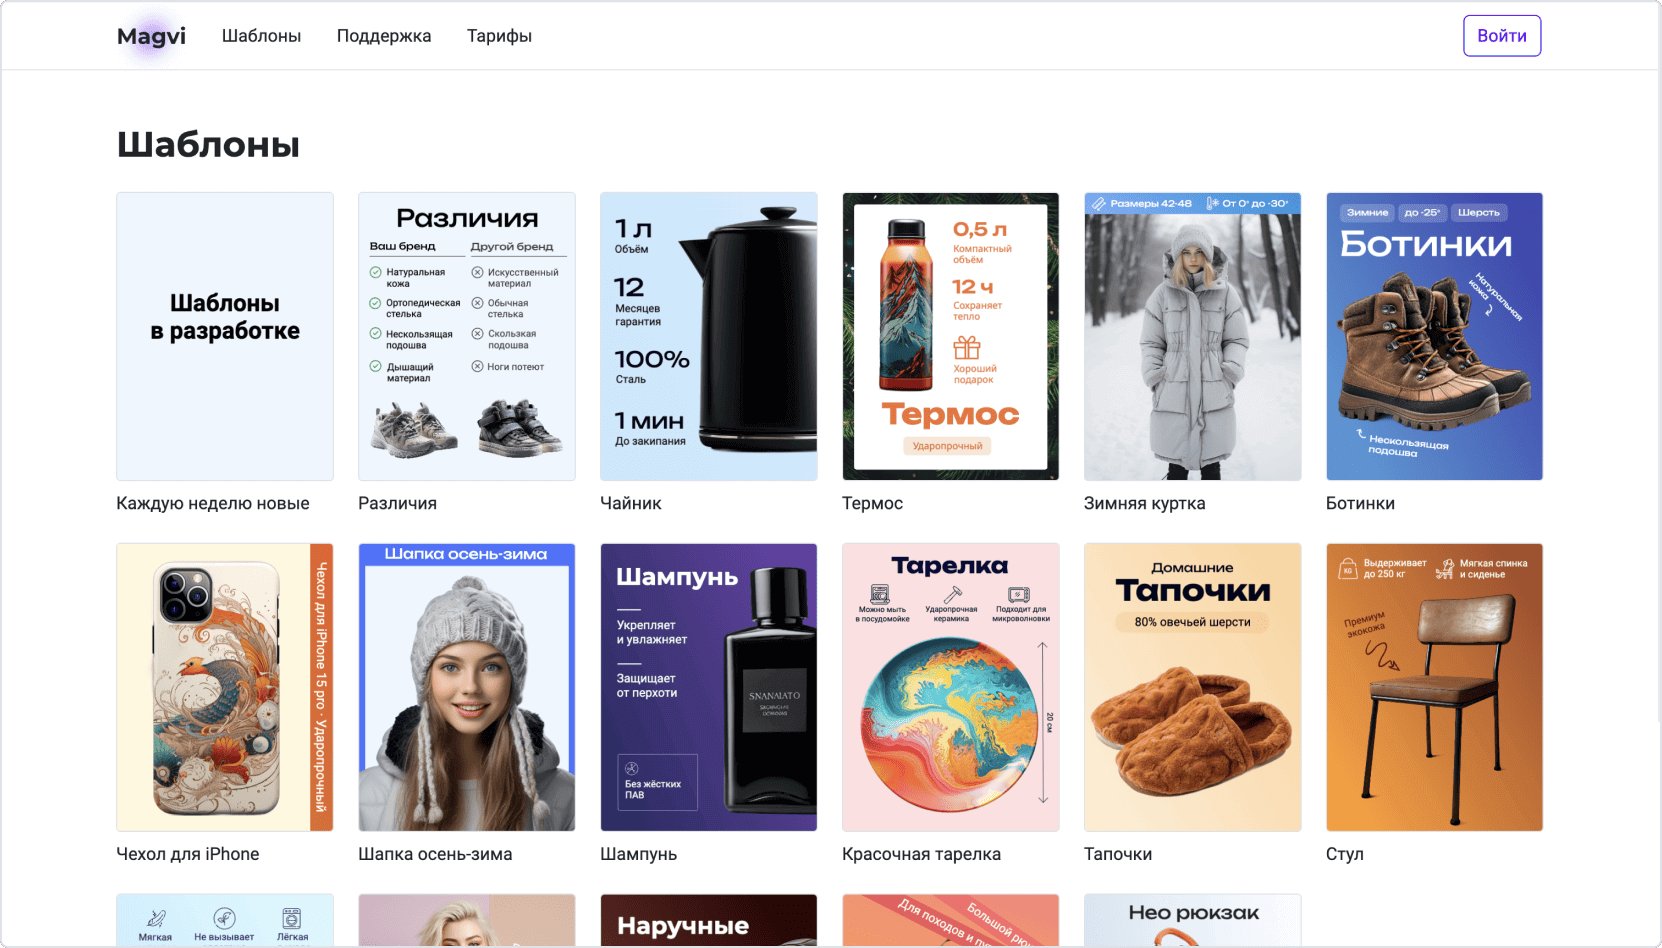 Magvi Шаблоны Поддержка Тарифы Войти
Шаблоны
Шаблоны
в разработке
Каждую неделю новые
Различия
Ваш бренд Другой бренд
Натуральная
кожа
Искусственный
материал
Ортопедическая
стелька
Обычная
стелька
Нескользящая
подошва
Скользкая
подошва
Дышащий
материал
Ноги потеют
Различия
1 л
Объём
12
Месяцев
гарантия
100%
Сталь
1 мин
До закипания
Чайник
0,5 л
Компактный
объём
12 ч
Сохраняет
тепло
Хороший
подарок
Термос
Ударопрочный
Термос
Размеры 42-48 От 0° до -30°
Зимняя куртка
Зимние до -25° Шерсть
Ботинки
Натуральная
кожа
Нескользящая
подошва
Ботинки
Чехол для iPhone 15 pro · Ударопрочный
Чехол для iPhone
Шапка осень-зима
Шапка осень-зима
Шампунь
Укрепляет
и увлажняет
Защищает
от перхоти
SNANAIATO
Без жёстких
ПАВ
Шампунь
Тарелка
Можно мыть
в посудомойке
Ударопрочная
керамика
Подходит для
микроволновки
20 см
Красочная тарелка
Домашние
Тапочки
80% овечьей шерсти
Тапочки
KG
Выдерживает
до 250 кг
Мягкая спинка
и сиденье
Премиум
экокожа
Стул
Мягкая Не вызывает Лёгкая
Наручные
Для походов и
Большой
Нео рюкзак